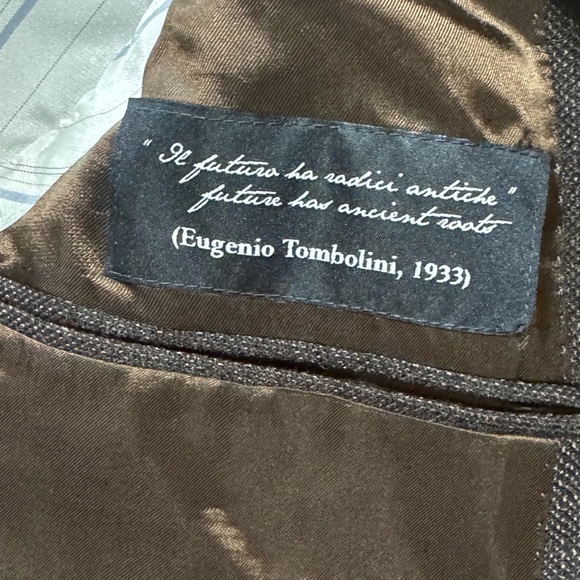 "Il futuro ha radici antiche"
future has ancient roots
(Eugenio Tombolini, 1933)